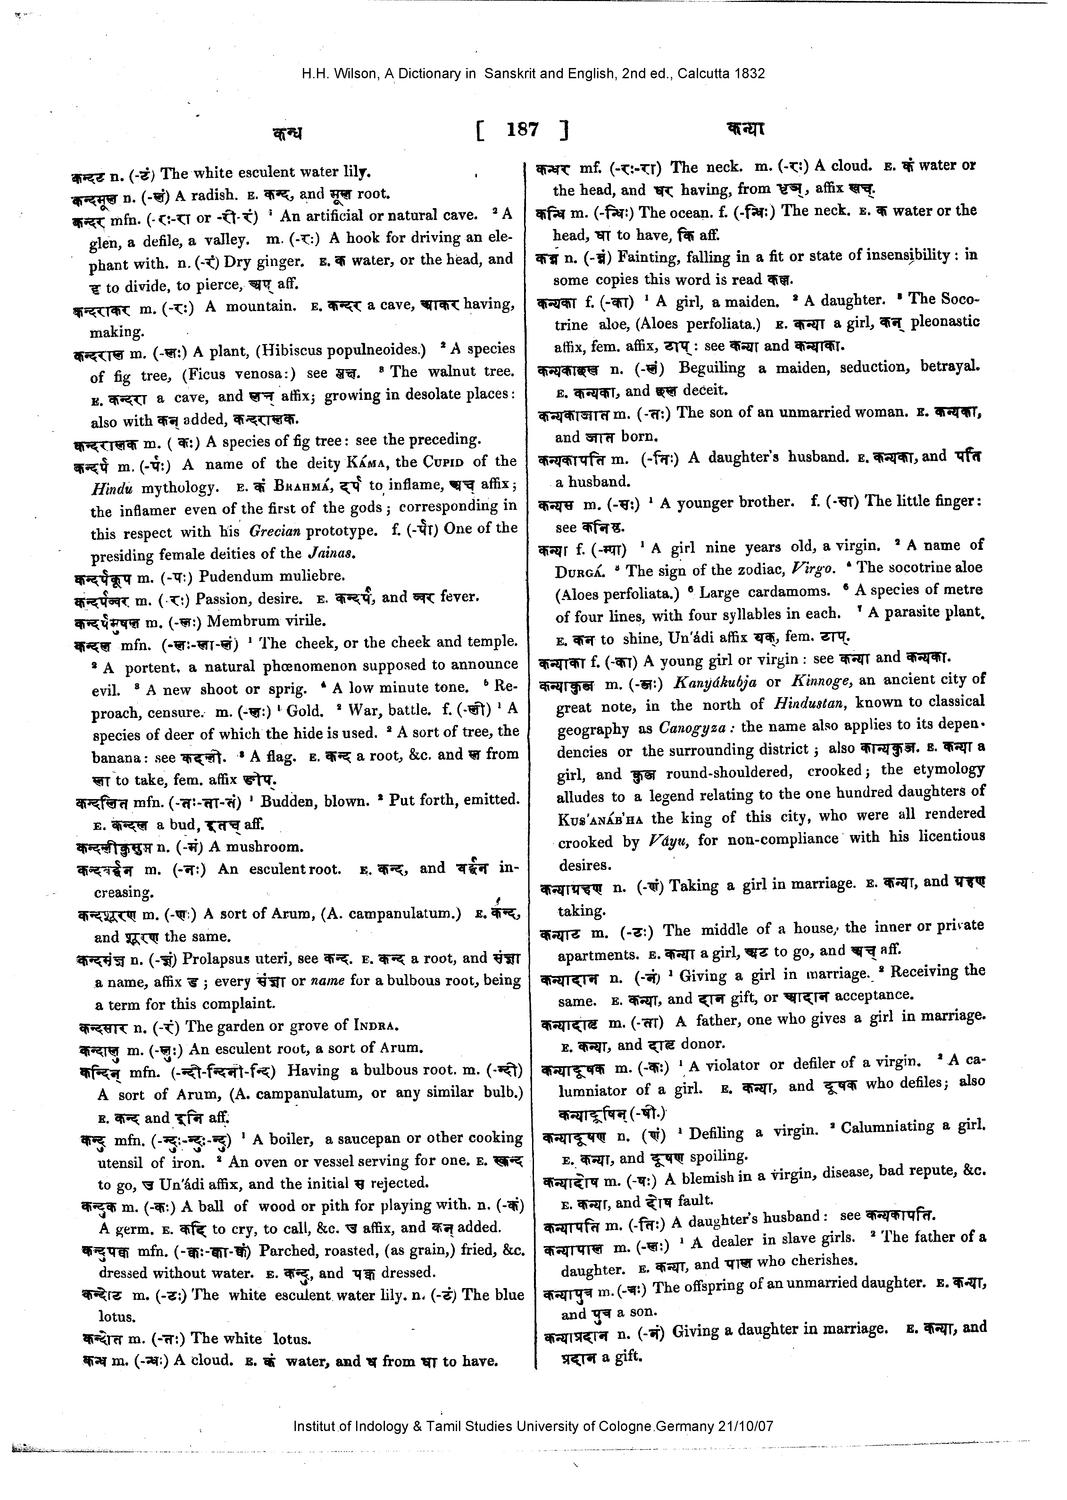 H.H. Wilson, A Dictionary in Sanskrit and English, 2nd ed., Calcutta 1832
कन्ध [ 187 ] कन्या
कन्दट n. (-टं) The white esculent water lily.
कन्दमूल n. (-लं) A radish. E. कन्द, and मूल root.
कन्दर mfn. (-रः-रा or -री-रं) ¹ An artificial or natural cave. ² A
glen, a defile, a valley. m. (-रः) A hook for driving an ele-
phant with. n. (-रं) Dry ginger. E. क water, or the head, and
दृ to divide, to pierce, अप् aff.
कन्दराकर m. (-रः) A mountain. E. कन्दर a cave, आकर having,
making.
कन्दराल m. (-लः) A plant, (Hibiscus populneoides.) ² A species
of fig tree, (Ficus venosa:) see प्लक्ष. ³ The walnut tree.
E. कन्दरा a cave, and लच् affix; growing in desolate places:
also with कन् added, कन्दरालक.
कन्दरालक m. ( कः) A species of fig tree: see the preceding.
कन्दर्प m. (-र्पः) A name of the deity KÁMA, the CUPID of the
Hindu mythology. E. कं BRAHMÁ, दर्प to inflame, अच् affix;
the inflamer even of the first of the gods; corresponding in
this respect with his Grecian prototype. f. (-र्पा) One of the
presiding female deities of the Jainas.
कन्दर्पकूप m. (-पः) Pudendum muliebre.
कन्दर्पज्वर m. (-रः) Passion, desire. E. कन्दर्प, and ज्वर fever.
कन्दर्पमुषल m. (-लः) Membrum virile.
कन्दल mfn. (-लः-ला-लं) ¹ The cheek, or the cheek and temple.
² A portent, a natural phœnomenon supposed to announce
evil. ³ A new shoot or sprig. ⁴ A low minute tone. ⁵ Re-
proach, censure. m. (-लः) ¹ Gold. ² War, battle. f. (-ली) ¹ A
species of deer of which the hide is used. ² A sort of tree, the
banana: see कदली. ³ A flag. E. कन्द a root, &c. and ल from
ला to take, fem. affix ङीप्.
कन्दलित mfn. (-तः-ता-तं) ¹ Budden, blown. ² Put forth, emitted.
E. कन्दल a bud, इतच् aff.
कन्दलीकुसुम n. (-मं) A mushroom.
कन्दवर्द्धन m. (-नः) An esculent root. E. कन्द, and वर्द्धन in-
creasing.
कन्दशूरण m. (-णः) A sort of Arum, (A. campanulatum.) E. कन्द,
and शूरण the same.
कन्दसंज्ञ n. (-ज्ञं) Prolapsus uteri, see कन्द. E. कन्द a root, and संज्ञा
a name, affix ड; every संज्ञा or name for a bulbous root, being
a term for this complaint.
कन्दसार n. (-रं) The garden or grove of INDRA.
कन्दालु m. (-लुः) An esculent root, a sort of Arum.
कन्दिन् mfn. (-न्दी-न्दिनी-न्दि) Having a bulbous root. m. (-न्दी)
A sort of Arum, (A. campanulatum, or any similar bulb.)
E. कन्द and इनि aff.
कन्दु mfn. (-न्दुः-न्दुः-न्दु) ¹ A boiler, a saucepan or other cooking
utensil of iron. ² An oven or vessel serving for one. E. स्कन्द
to go, उ Un'ádi affix, and the initial स rejected.
कन्दुक m. (-कः) A ball of wood or pith for playing with. n. (-कं)
A germ. E. कदि to cry, to call, &c. उ affix, and कन् added.
कन्दुपक्व mfn. (-क्वः-क्वा-क्वं) Parched, roasted, (as grain,) fried, &c.
dressed without water. E. कन्दु, and पक्व dressed.
कन्दोट m. (-टः) The white esculent water lily. n. (-टं) The blue
lotus.
कन्दोत m. (-तः) The white lotus.
कन्ध m. (-न्धः) A cloud. E. कं water, and ध from धा to have.
कन्धर mf. (-रः-रा) The neck. m. (-रः) A cloud. E. कं water or
the head, and धर having, from धृञ्, affix अच्.
कन्धि m. (-न्धिः) The ocean. f. (-न्धिः) The neck. E. क water or the
head, धा to have, कि aff.
कन्न n. (-न्नं) Fainting, falling in a fit or state of insensibility: in
some copies this word is read कल्ल.
कन्यका f. (-का) ¹ A girl, a maiden. ² A daughter. ³ The Soco-
trine aloe, (Aloes perfoliata.) E. कन्या a girl, कन् pleonastic
affix, fem. affix, टाप्: see कन्या and कन्याका.
कन्यकाछल n. (-लं) Beguiling a maiden, seduction, betrayal.
E. कन्यका, and छल deceit.
कन्यकाजात m. (-तः) The son of an unmarried woman. E. कन्यका,
and जात born.
कन्यकापति m. (-तिः) A daughter's husband. E. कन्यका, and पति
a husband.
कन्यस m. (-सः) ¹ A younger brother. f. (-सा) The little finger:
see कनिष्ठ.
कन्या f. (-न्या) ¹ A girl nine years old, a virgin. ² A name of
DURGÁ. ³ The sign of the zodiac, Virgo. ⁴ The socotrine aloe
(Aloes perfoliata.) ⁵ Large cardamoms. ⁶ A species of metre
of four lines, with four syllables in each. ⁷ A parasite plant.
E. कन to shine, Un'ádi affix यक्, fem. टाप्.
कन्याका f. (-का) A young girl or virgin: see कन्या and कन्यका.
कन्याकुब्ज m. (-ब्जः) Kanyákubja or Kinnoge, an ancient city of
great note, in the north of Hindustan, known to classical
geography as Canogyza: the name also applies to its depen-
dencies or the surrounding district; also कान्यकुब्ज. E. कन्या a
girl, and कुब्ज round-shouldered, crooked; the etymology
alludes to a legend relating to the one hundred daughters of
KUS'ANÁB'HA the king of this city, who were all rendered
crooked by Váyu, for non-compliance with his licentious
desires.
कन्याग्रहण n. (-णं) Taking a girl in marriage. E. कन्या, and ग्रहण
taking.
कन्याट m. (-टः) The middle of a house, the inner or private
apartments. E. कन्या a girl, अट to go, and अच् aff.
कन्यादान n. (-नं) ¹ Giving a girl in marriage. ² Receiving the
same. E. कन्या, and दान gift, or आदान acceptance.
कन्यादातृ m. (-ता) A father, one who gives a girl in marriage.
E. कन्या, and दातृ donor.
कन्यादूषक m. (-कः) ¹ A violator or defiler of a virgin. ² A ca-
lumniator of a girl. E. कन्या, and दूषक who defiles; also
कन्यादूषिन् (-षी.)
कन्यादूषण n. (णं) ¹ Defiling a virgin. ² Calumniating a girl.
E. कन्या, and दूषण spoiling.
कन्यादोष m. (-षः) A blemish in a virgin, disease, bad repute, &c.
E. कन्या, and दोष fault.
कन्यापति m. (-तिः) A daughter's husband: see कन्यकापति.
कन्यापाल m. (-लः) ¹ A dealer in slave girls. ² The father of a
daughter. E. कन्या, and पाल who cherishes.
कन्यापुत्र m. (-त्रः) The offspring of an unmarried daughter. E. कन्या,
and पुत्र a son.
कन्याप्रदान n. (-नं) Giving a daughter in marriage. E. कन्या, and
प्रदान a gift.
Institut of Indology & Tamil Studies University of Cologne.Germany 21/10/07